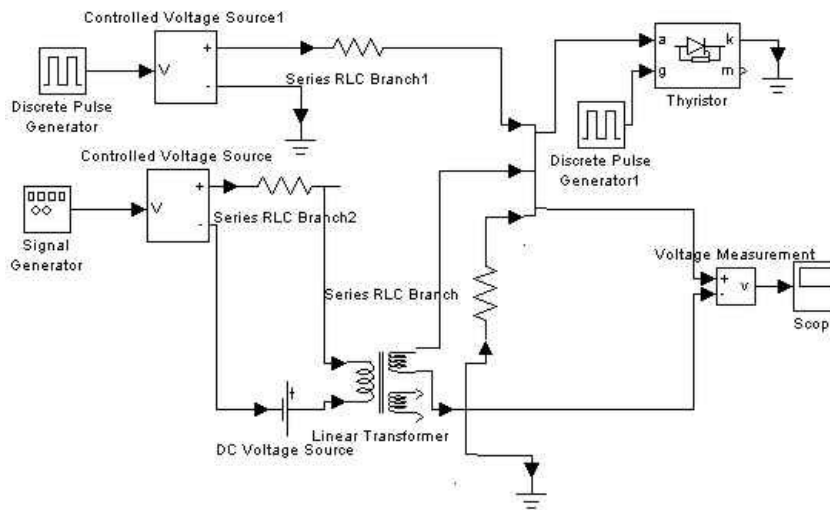 Controlled Voltage Source1
V
+
-
Series RLC Branch1
Discrete Pulse
Generator
a
k
g
m
Thyristor
Discrete Pulse
Generator1
Controlled Voltage Source
V
+
-
Series RLC Branch2
Signal
Generator
Series RLC Branch
Voltage Measurement
+
-
v
Scop
+
Linear Transformer
DC Voltage Source